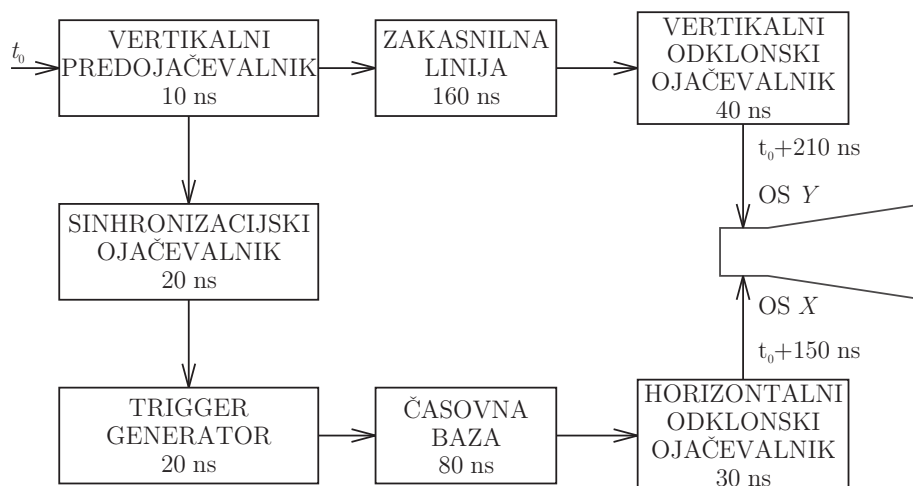 t₀
VERTIKALNI
PREDOJAČEVALNIK
10 ns
ZAKASNILNA
LINIJA
160 ns
VERTIKALNI
ODKLONSKI
OJAČEVALNIK
40 ns
t₀+210 ns
OS Y
SINHRONIZACIJSKI
OJAČEVALNIK
20 ns
OS X
t₀+150 ns
TRIGGER
GENERATOR
20 ns
ČASOVNA
BAZA
80 ns
HORIZONTALNI
ODKLONSKI
OJAČEVALNIK
30 ns